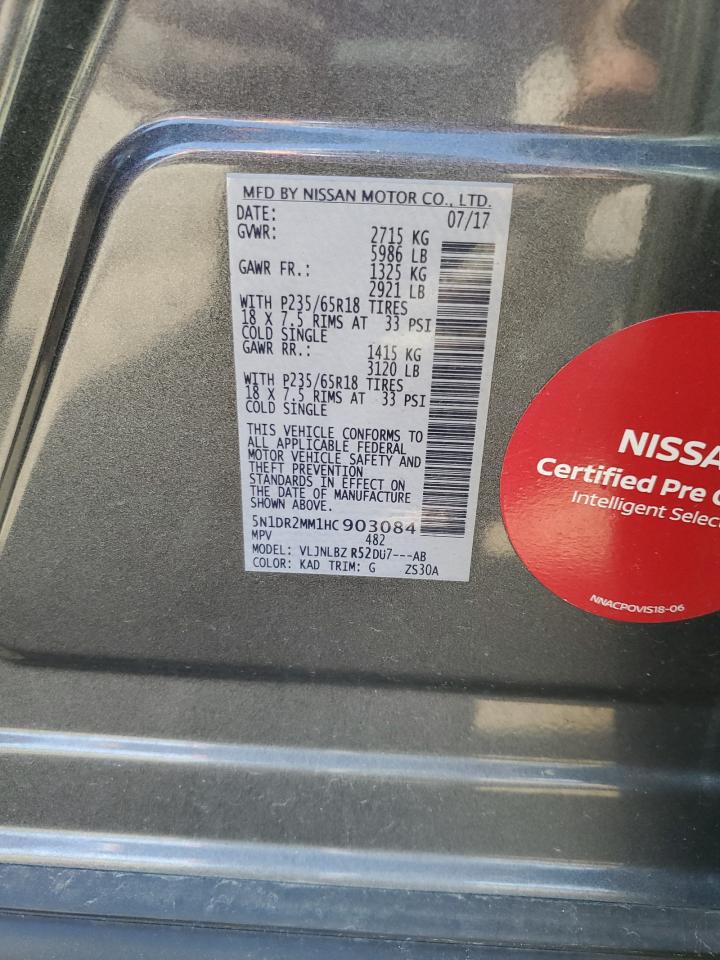 MFD BY NISSAN MOTOR CO., LTD.
DATE: 07/17
GVWR: 2715 KG
5986 LB
GAWR FR.: 1325 KG
2921 LB
WITH P235/65R18 TIRES
18 X 7.5 RIMS AT 33 PSI
COLD SINGLE
GAWR RR.: 1415 KG
3120 LB
WITH P235/65R18 TIRES
18 X 7.5 RIMS AT 33 PSI
COLD SINGLE
THIS VEHICLE CONFORMS TO
ALL APPLICABLE FEDERAL
MOTOR VEHICLE SAFETY AND
THEFT PREVENTION
STANDARDS IN EFFECT ON
THE DATE OF MANUFACTURE
SHOWN ABOVE.
5N1DR2MM1HC903084
MPV 482
MODEL: VLJNLBZ R52DU7---AB
COLOR: KAD TRIM: G ZS30A
NISSA
Certified Pre
Intelligent Selec
NNACPOVIS18-06